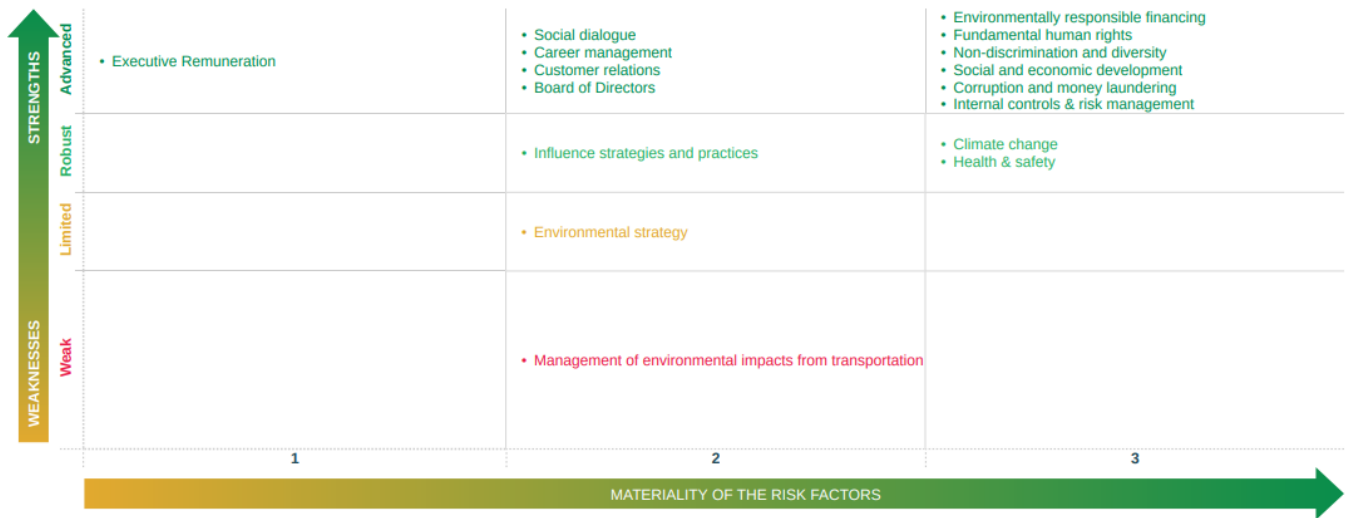 STRENGTHS
WEAKNESSES
Advanced
• Executive Remuneration
• Social dialogue
• Career management
• Customer relations
• Board of Directors
• Environmentally responsible financing
• Fundamental human rights
• Non-discrimination and diversity
• Social and economic development
• Corruption and money laundering
• Internal controls & risk management
Robust
• Influence strategies and practices
• Climate change
• Health & safety
Limited
• Environmental strategy
Weak
• Management of environmental impacts from transportation
1
2
3
MATERIALITY OF THE RISK FACTORS